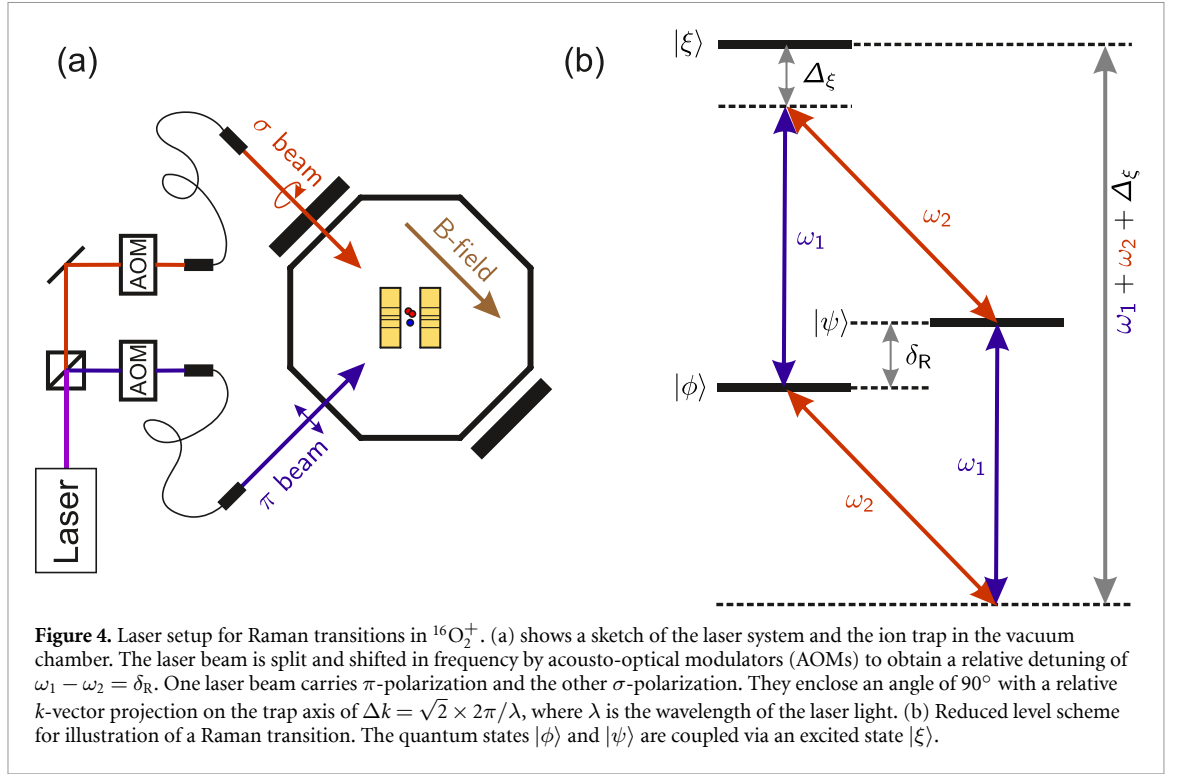 (a)
σ beam
B-field
AOM
AOM
π beam
Laser
(b)
|ξ⟩
Δξ
ω1
ω2
|ψ⟩
δR
|ϕ⟩
ω1
ω2
ω1 + ω2 + Δξ
Figure 4. Laser setup for Raman transitions in ¹⁶O₂⁺. (a) shows a sketch of the laser system and the ion trap in the vacuum
chamber. The laser beam is split and shifted in frequency by acousto-optical modulators (AOMs) to obtain a relative detuning of
ω1 − ω2 = δR. One laser beam carries π-polarization and the other σ-polarization. They enclose an angle of 90° with a relative
k-vector projection on the trap axis of Δk = √2 × 2π/λ, where λ is the wavelength of the laser light. (b) Reduced level scheme
for illustration of a Raman transition. The quantum states |ϕ⟩ and |ψ⟩ are coupled via an excited state |ξ⟩.